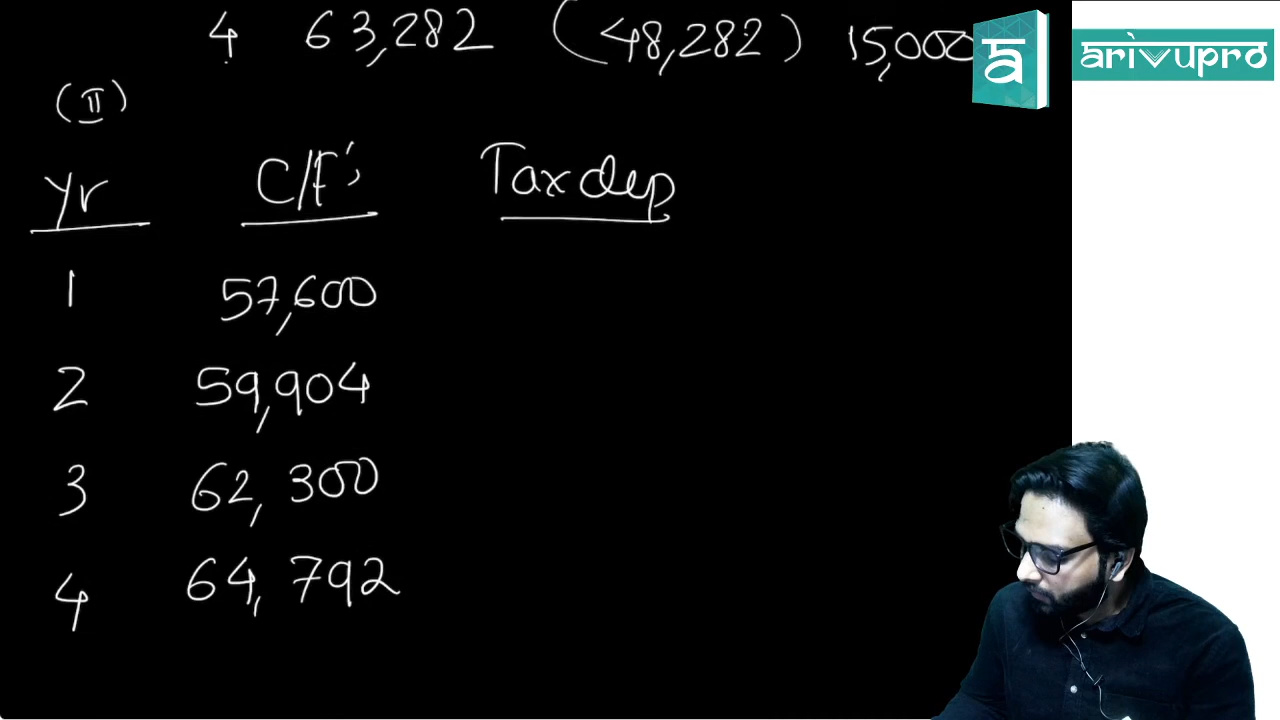 4 63,282 (48,282) 15,000
ā arivupro
(II)
Yr C/F's Tax dep
1 57,600
2 59,904
3 62,300
4 64,792